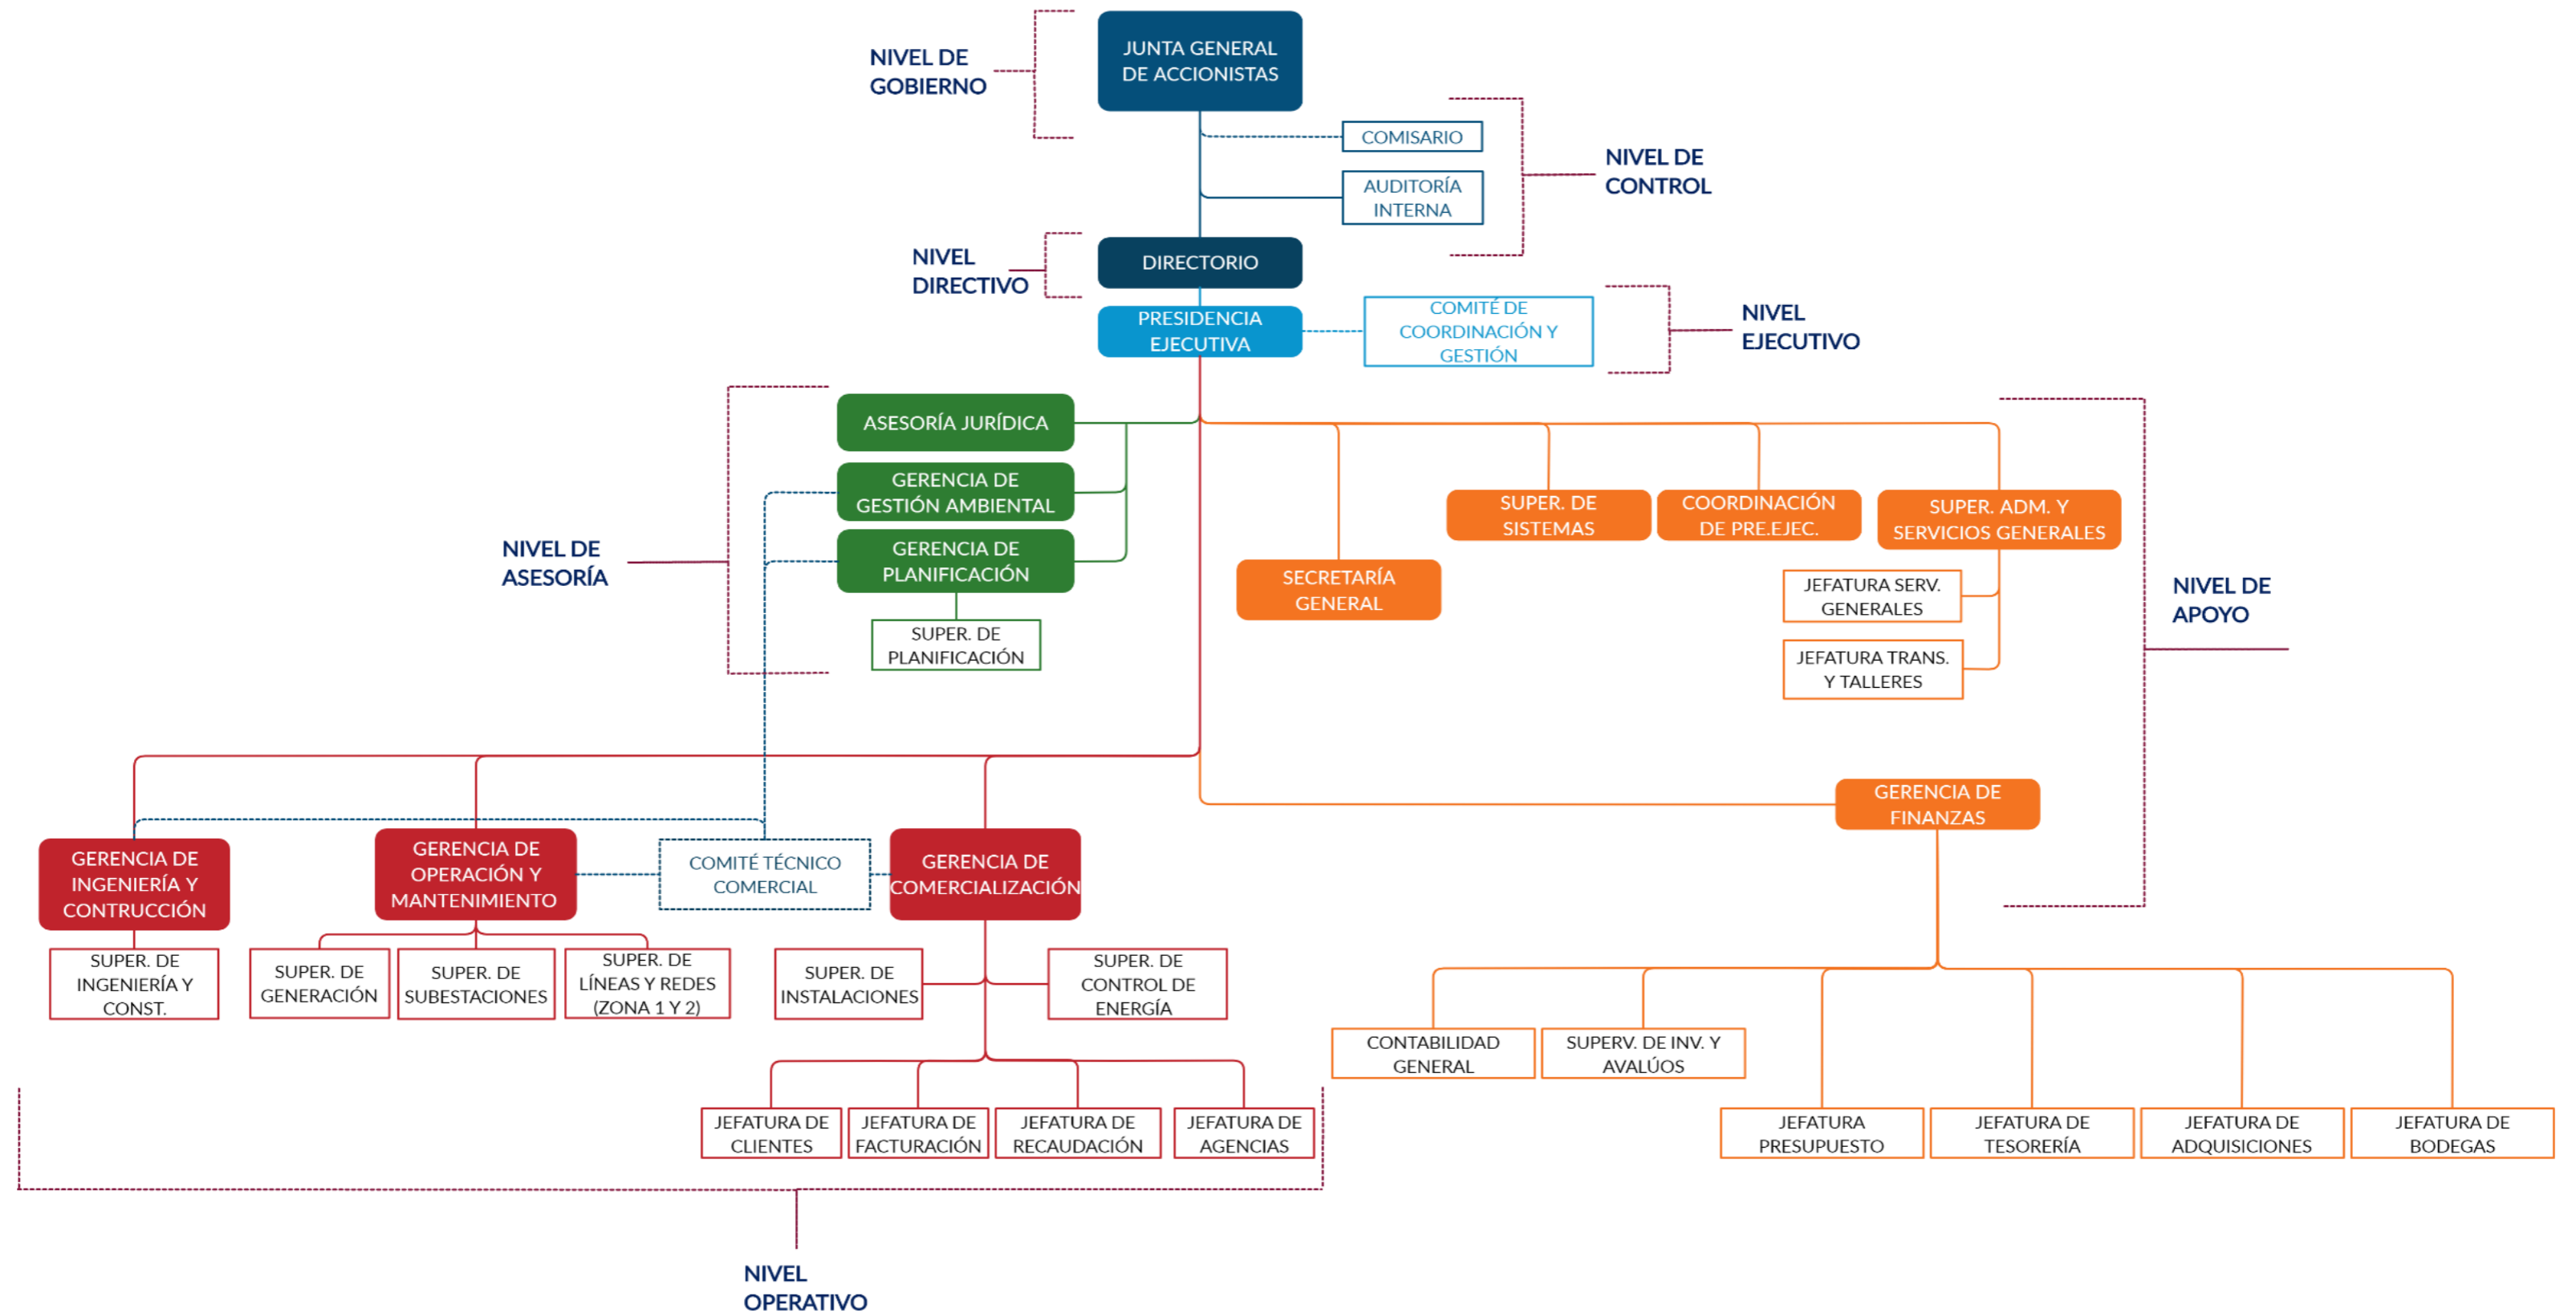 NIVEL DE
GOBIERNO
JUNTA GENERAL
DE ACCIONISTAS
COMISARIO
AUDITORÍA
INTERNA
NIVEL DE
CONTROL
NIVEL
DIRECTIVO
DIRECTORIO
PRESIDENCIA
EJECUTIVA
COMITÉ DE
COORDINACIÓN Y
GESTIÓN
NIVEL
EJECUTIVO
NIVEL DE
ASESORÍA
ASESORÍA JURÍDICA
GERENCIA DE
GESTIÓN AMBIENTAL
GERENCIA DE
PLANIFICACIÓN
SUPER. DE
PLANIFICACIÓN
SECRETARÍA
GENERAL
SUPER. DE
SISTEMAS
COORDINACIÓN
DE PRE.EJEC.
SUPER. ADM. Y
SERVICIOS GENERALES
JEFATURA SERV.
GENERALES
JEFATURA TRANS.
Y TALLERES
NIVEL DE
APOYO
GERENCIA DE
FINANZAS
GERENCIA DE
INGENIERÍA Y
CONTRUCCIÓN
GERENCIA DE
OPERACIÓN Y
MANTENIMIENTO
COMITÉ TÉCNICO
COMERCIAL
GERENCIA DE
COMERCIALIZACIÓN
SUPER. DE
INGENIERÍA Y
CONST.
SUPER. DE
GENERACIÓN
SUPER. DE
SUBESTACIONES
SUPER. DE
LÍNEAS Y REDES
(ZONA 1 Y 2)
SUPER. DE
INSTALACIONES
SUPER. DE
CONTROL DE
ENERGÍA
CONTABILIDAD
GENERAL
SUPERV. DE INV. Y
AVALÚOS
JEFATURA DE
CLIENTES
JEFATURA DE
FACTURACIÓN
JEFATURA DE
RECAUDACIÓN
JEFATURA DE
AGENCIAS
JEFATURA
PRESUPUESTO
JEFATURA DE
TESORERÍA
JEFATURA DE
ADQUISICIONES
JEFATURA DE
BODEGAS
NIVEL
OPERATIVO